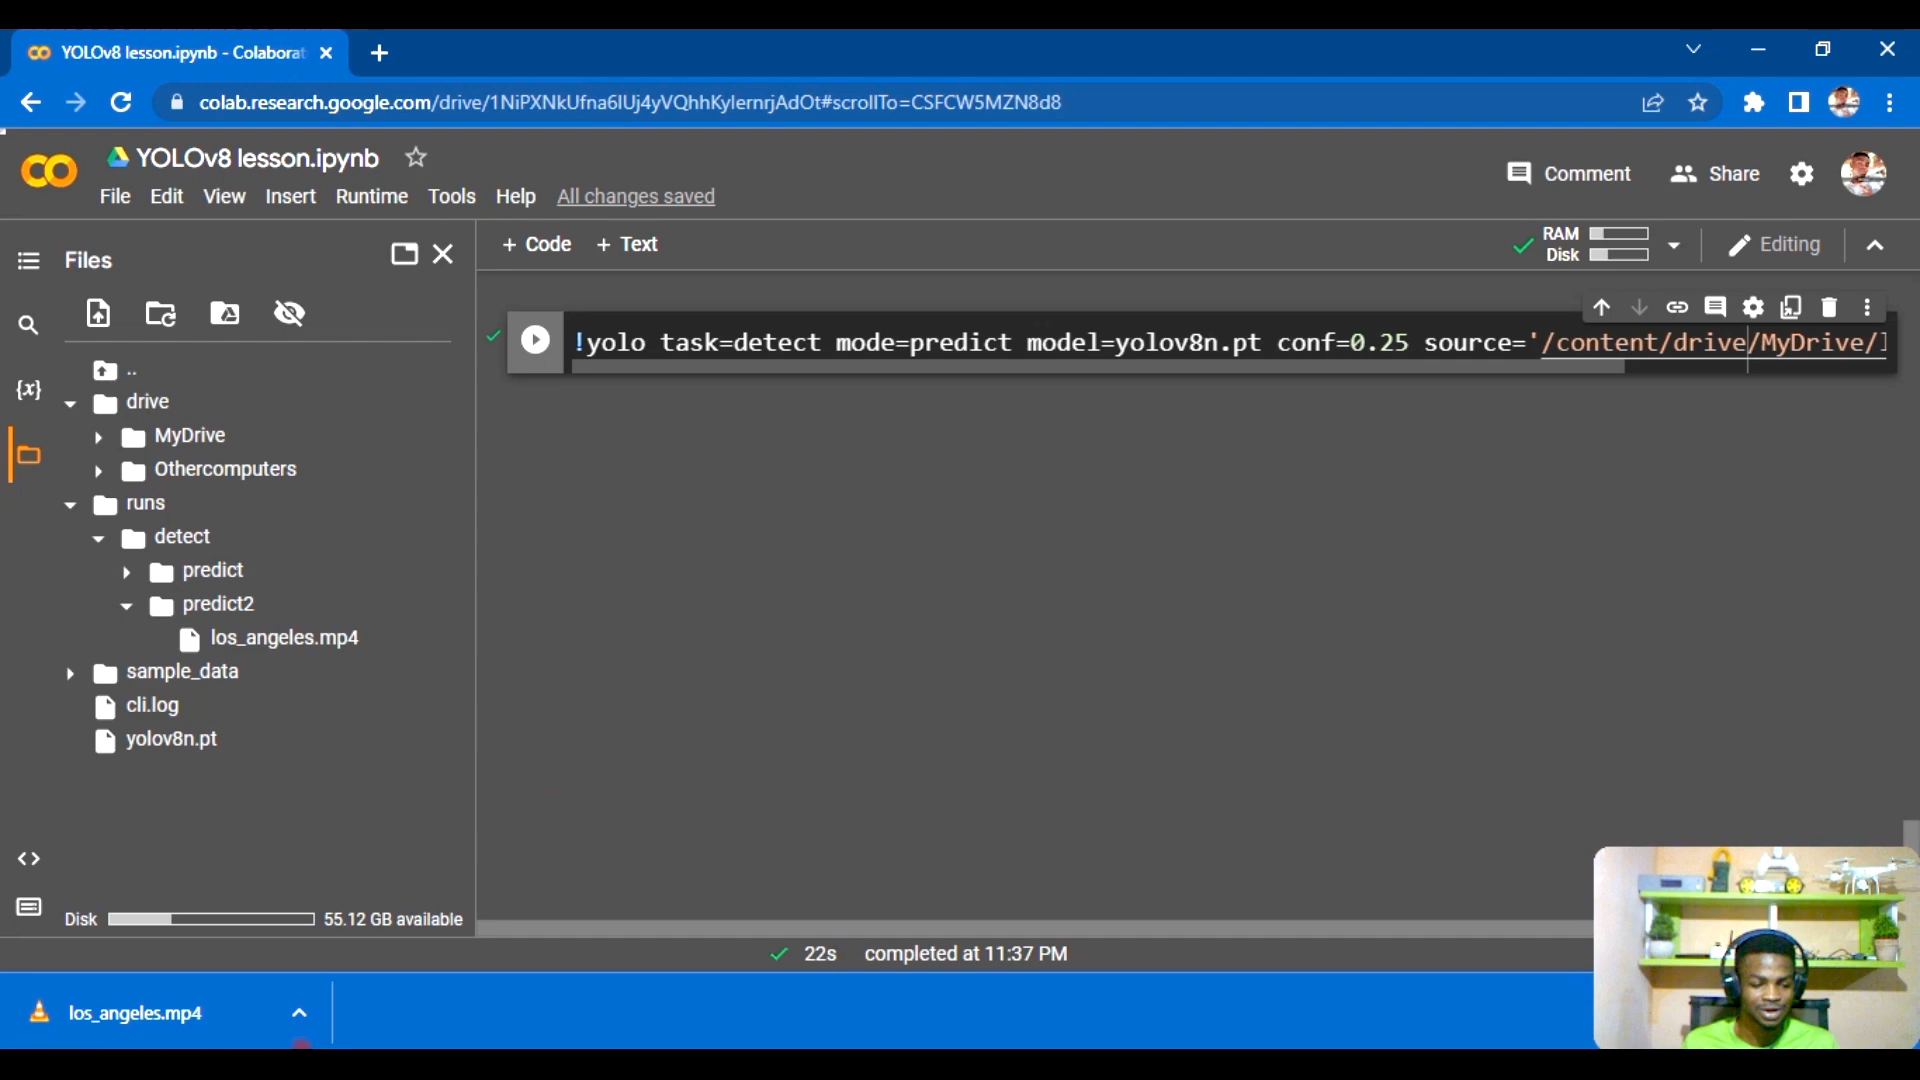 YOLOv8 lesson.ipynb - Colaborat
colab.research.google.com/drive/1NiPXNkUfna6lUj4yVQhhKylernrjAdOt#scrollTo=CSFCW5MZN8d8
YOLOv8 lesson.ipynb
Comment
Share
File Edit View Insert Runtime Tools Help All changes saved
Files
+ Code + Text
RAM
Disk
Editing
!yolo task=detect mode=predict model=yolov8n.pt conf=0.25 source='/content/drive/MyDrive/l
{x}
..
drive
MyDrive
Othercomputers
runs
detect
predict
predict2
los_angeles.mp4
sample_data
cli.log
yolov8n.pt
Disk 55.12 GB available
22s completed at 11:37 PM
los_angeles.mp4